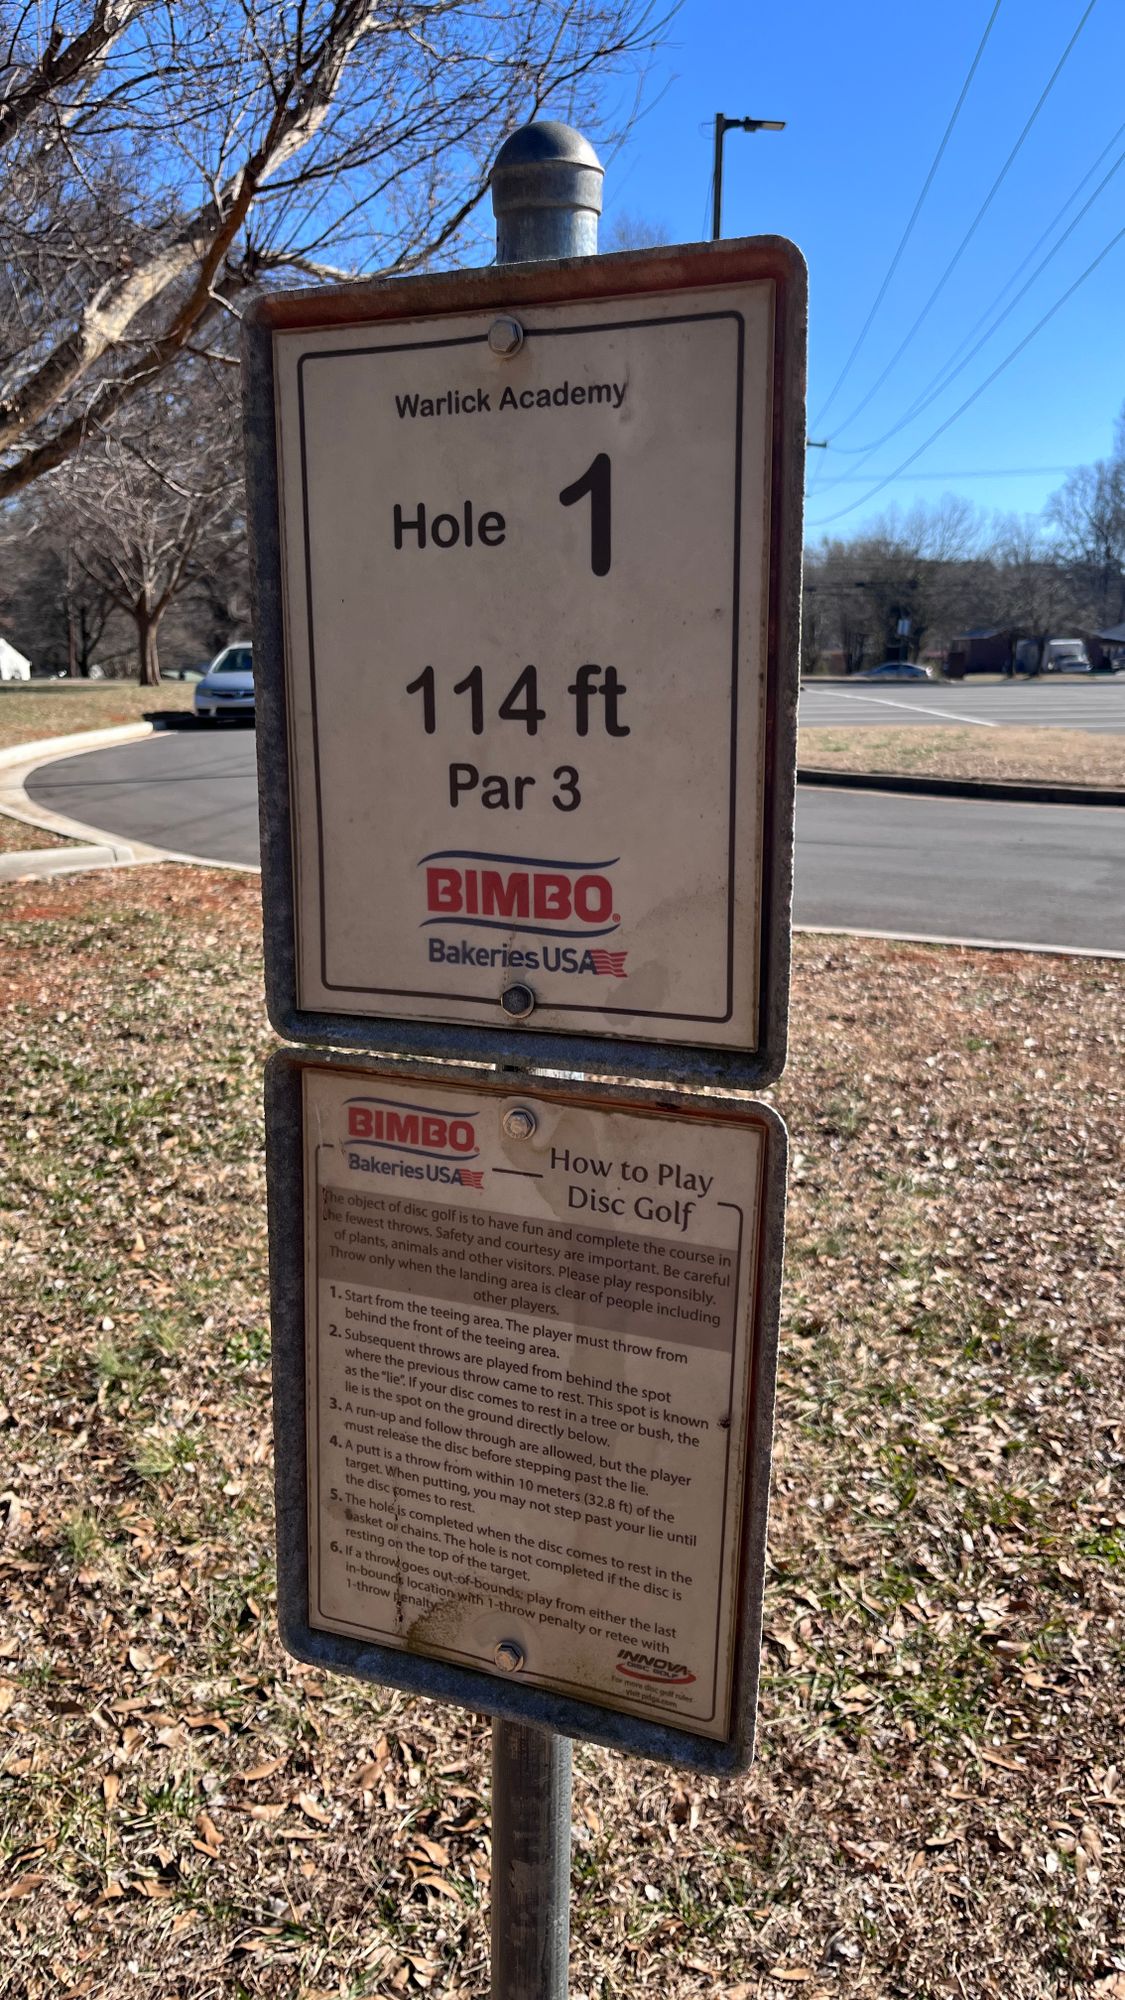 Warlick Academy
Hole 1
114 ft
Par 3
BIMBO®
Bakeries USA
BIMBO®
Bakeries USA
How to Play
Disc Golf
The object of disc golf is to have fun and complete the course in
the fewest throws. Safety and courtesy are important. Be careful
of plants, animals and other visitors. Please play responsibly.
Throw only when the landing area is clear of people including
other players.
1. Start from the teeing area. The player must throw from
behind the front of the teeing area.
2. Subsequent throws are played from behind the spot
where the previous throw came to rest. This spot is known
as the "lie". If your disc comes to rest in a tree or bush, the
lie is the spot on the ground directly below.
3. A run-up and follow through are allowed, but the player
must release the disc before stepping past the lie.
4. A putt is a throw from within 10 meters (32.8 ft) of the
target. When putting, you may not step past your lie until
the disc comes to rest.
5. The hole is completed when the disc comes to rest in the
basket or chains. The hole is not completed if the disc is
resting on the top of the target.
6. If a throw goes out-of-bounds, play from either the last
in-bounds location with 1-throw penalty or retee with
1-throw penalty.
INNOVA
DISC GOLF
For more disc golf rules
visit pdga.com